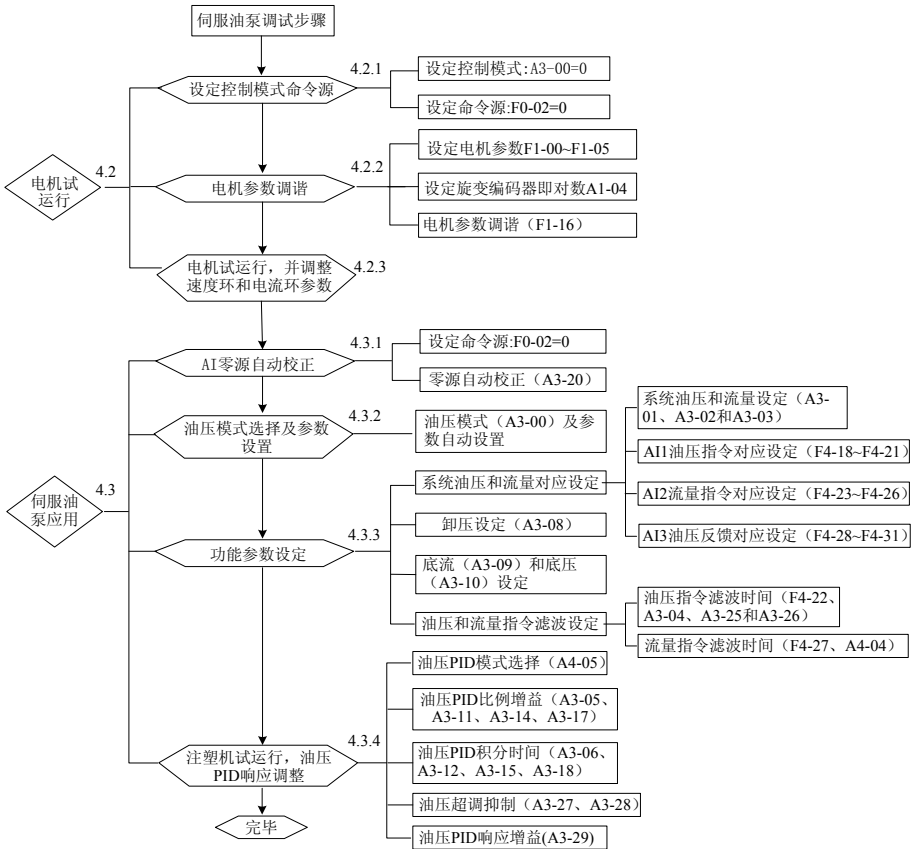 伺服油泵调试步骤
4.2.1
设定控制模式命令源
设定控制模式:A3-00=0
设定命令源:F0-02=0
4.2
电机试
运行
4.2.2
电机参数调谐
设定电机参数F1-00~F1-05
设定旋变编码器即对数A1-04
电机参数调谐（F1-16）
电机试运行，并调整
速度环和电流环参数
4.2.3
4.3.1
AI零源自动校正
设定命令源:F0-02=0
零源自动校正（A3-20）
4.3.2
油压模式选择及参数
设置
油压模式（A3-00）及参
数自动设置
4.3
伺服油
泵应用
4.3.3
功能参数设定
系统油压和流量对应设定
系统油压和流量设定（A3-
01、A3-02和A3-03）
AI1油压指令对应设定（F4-18~F4-21）
AI2流量指令对应设定（F4-23~F4-26）
AI3油压反馈对应设定（F4-28~F4-31）
卸压设定（A3-08）
底流（A3-09）和底压
（A3-10）设定
油压和流量指令滤波设定
油压指令滤波时间（F4-22、
A3-04、A3-25和A3-26）
流量指令滤波时间（F4-27、A4-04）
4.3.4
注塑机试运行，油压
PID响应调整
油压PID模式选择（A4-05）
油压PID比例增益（A3-05、
A3-11、A3-14、A3-17）
油压PID积分时间（A3-06、
A3-12、A3-15、A3-18）
油压超调抑制（A3-27、A3-28）
油压PID响应增益(A3-29)
完毕